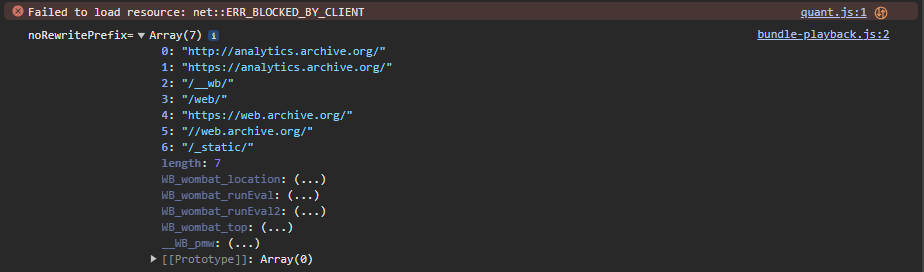 Failed to load resource: net::ERR_BLOCKED_BY_CLIENT quant.js:1
noRewritePrefix= ▼ Array(7) i bundle-playback.js:2
0: "http://analytics.archive.org/"
1: "https://analytics.archive.org/"
2: "/__wb/"
3: "/web/"
4: "https://web.archive.org/"
5: "//web.archive.org/"
6: "/_static/"
length: 7
WB_wombat_location: (...)
WB_wombat_runEval: (...)
WB_wombat_runEval2: (...)
WB_wombat_top: (...)
__WB_pmw: (...)
▶ [[Prototype]]: Array(0)